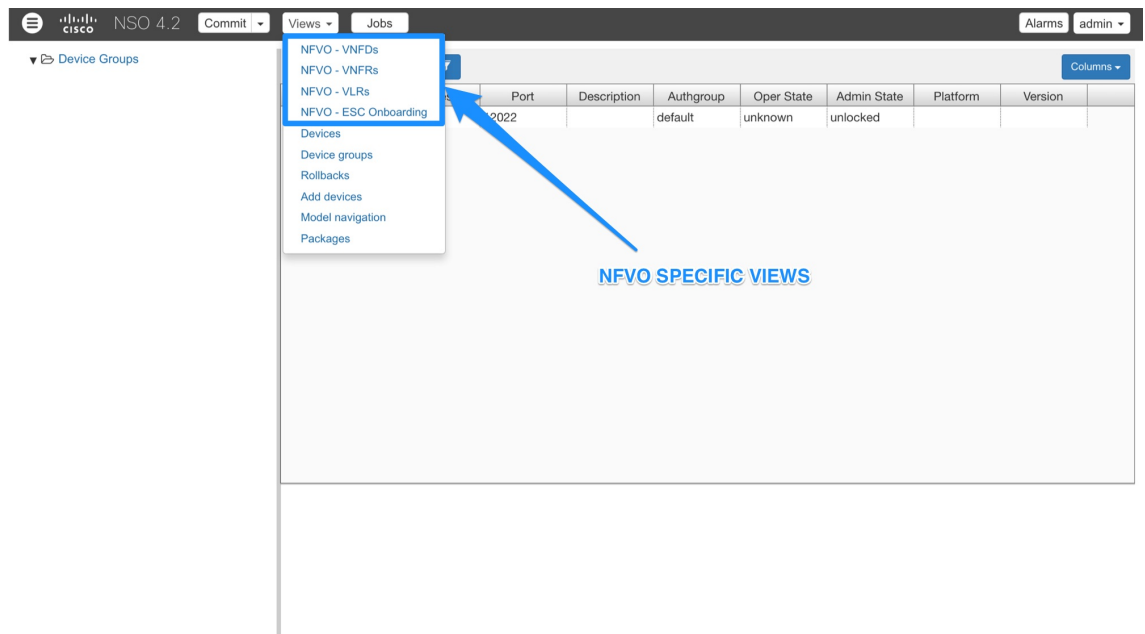 cisco NSO 4.2 Commit Views Jobs Alarms admin
Device Groups
NFVO - VNFDs
NFVO - VNFRs
NFVO - VLRs
NFVO - ESC Onboarding
Devices
Device groups
Rollbacks
Add devices
Model navigation
Packages
Columns
Port Description Authgroup Oper State Admin State Platform Version
default unknown unlocked
NFVO SPECIFIC VIEWS